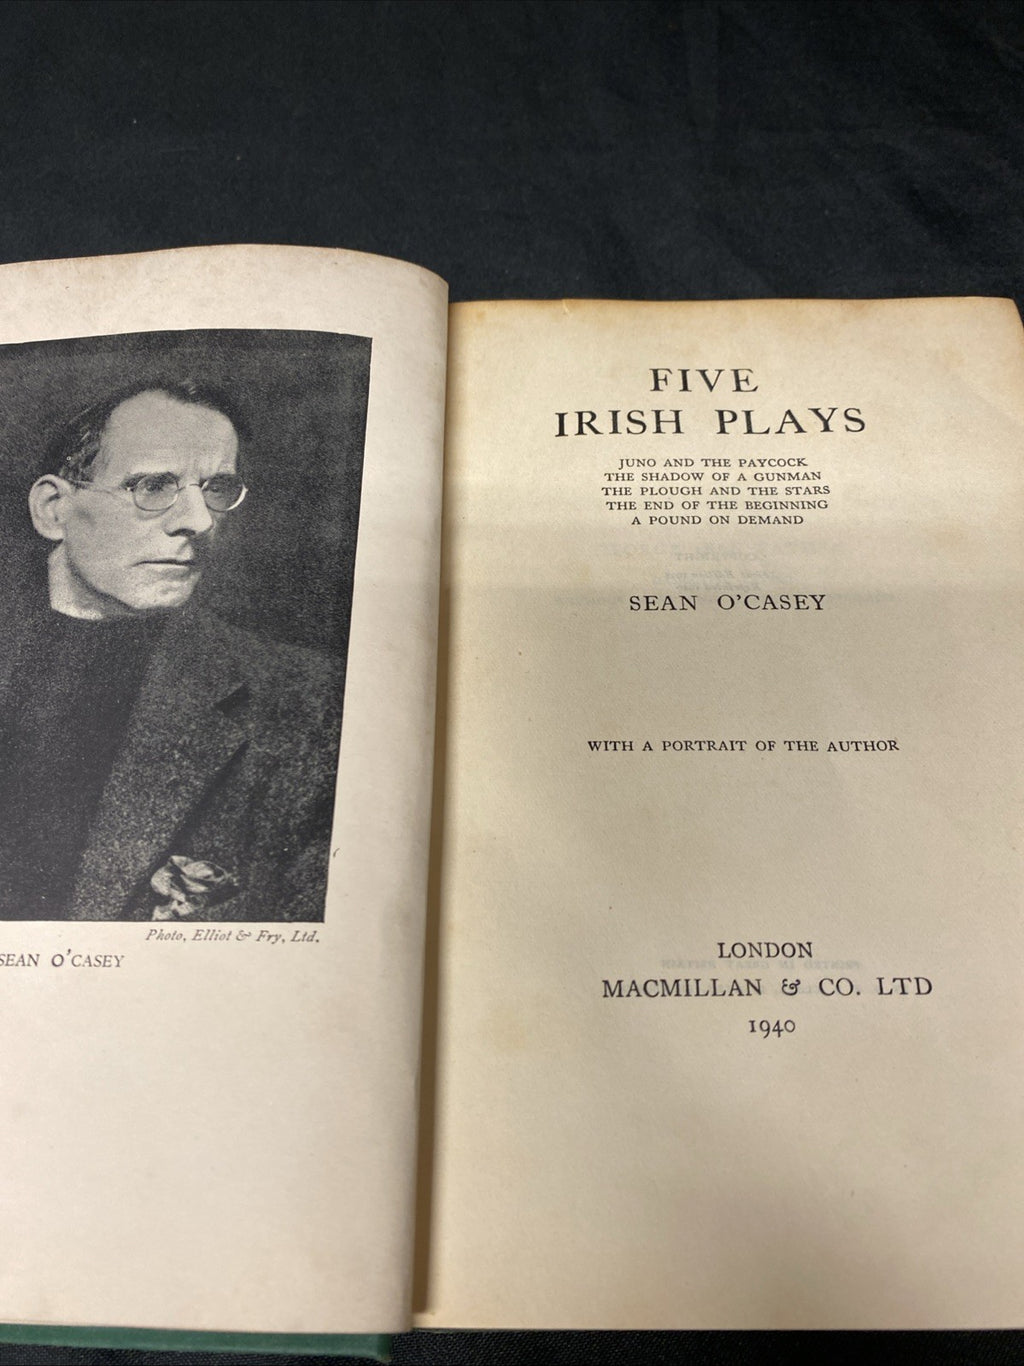 Photo, Elliot & Fry, Ltd.
SEAN O'CASEY
FIVE
IRISH PLAYS
JUNO AND THE PAYCOCK
THE SHADOW OF A GUNMAN
THE PLOUGH AND THE STARS
THE END OF THE BEGINNING
A POUND ON DEMAND
SEAN O'CASEY
WITH A PORTRAIT OF THE AUTHOR
LONDON
MACMILLAN & CO. LTD
1940